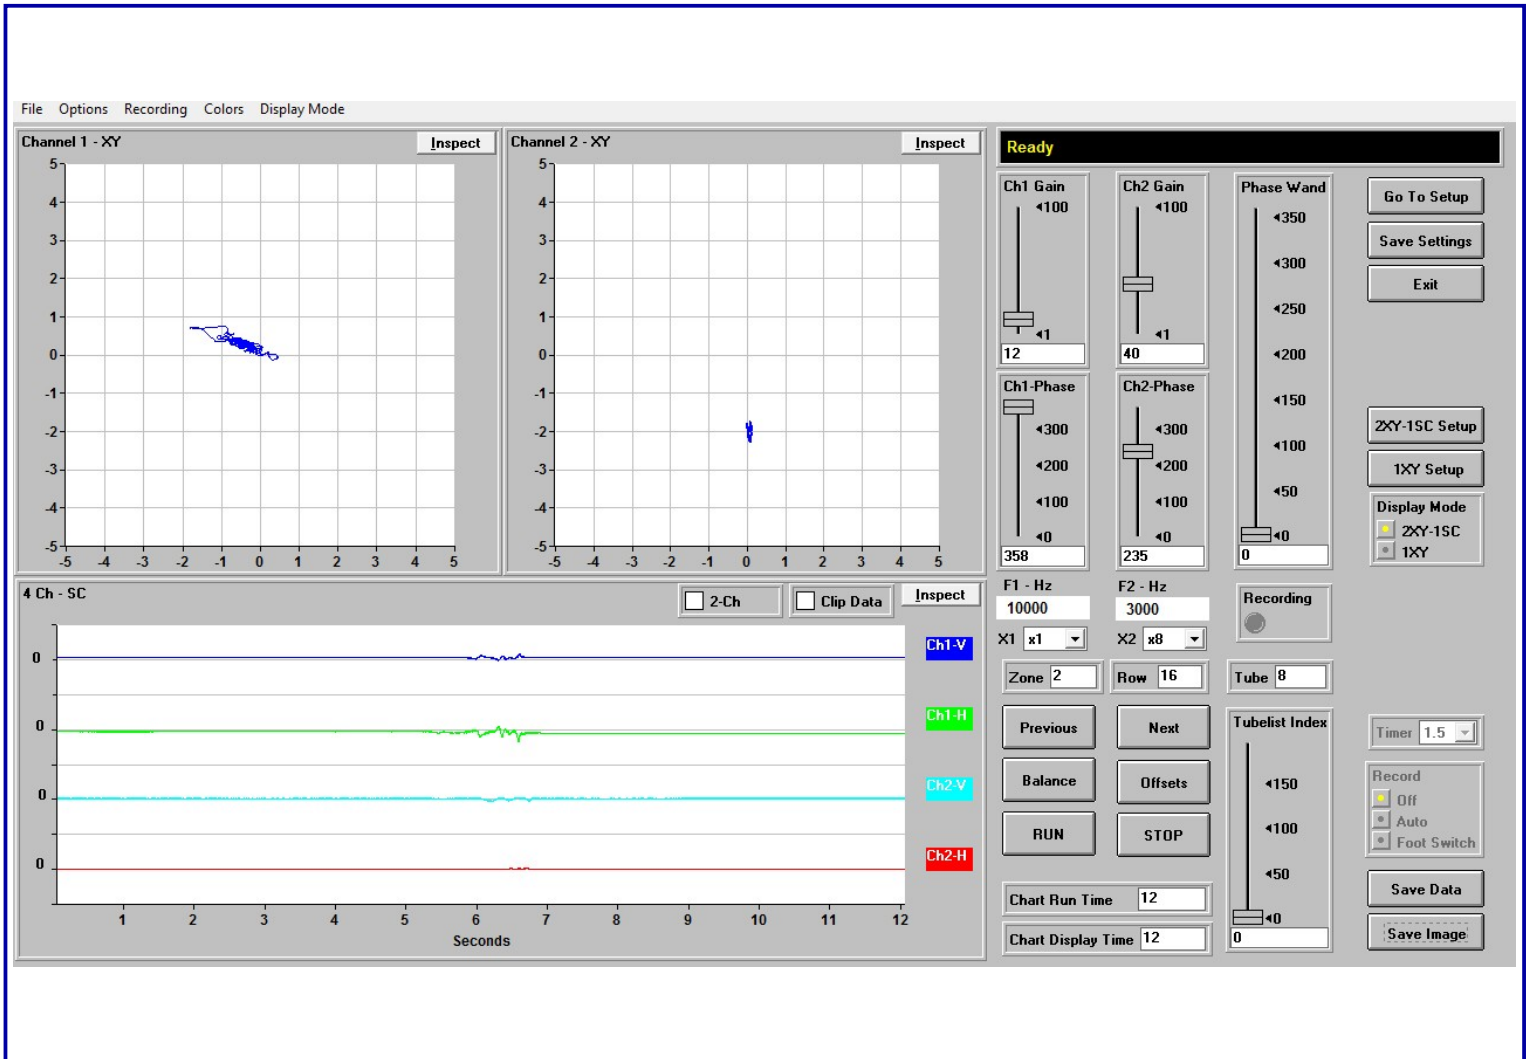 File Options Recording Colors Display Mode
Channel 1 - XY Inspect
5
4
3
2
1
0
-1
-2
-3
-4
-5
-5 -4 -3 -2 -1 0 1 2 3 4 5
Channel 2 - XY Inspect
5
4
3
2
1
0
-1
-2
-3
-4
-5
-5 -4 -3 -2 -1 0 1 2 3 4 5
4 Ch - SC 2-Ch Clip Data Inspect
0 Ch1-V
0 Ch1-H
0 Ch2-V
0 Ch2-H
1 2 3 4 5 6 7 8 9 10 11 12
Seconds
Ready
Ch1 Gain
100
1
12
Ch2 Gain
100
1
40
Phase Wand
350
300
250
200
150
100
50
0
0
Ch1-Phase
300
200
100
0
358
Ch2-Phase
300
200
100
0
235
F1 - Hz
10000
F2 - Hz
3000
X1 x1
X2 x8
Recording
Zone 2
Row 16
Tube 8
Previous
Next
Balance
Offsets
RUN
STOP
Chart Run Time 12
Chart Display Time 12
Tubelist Index
150
100
50
0
0
Go To Setup
Save Settings
Exit
2XY-1SC Setup
1XY Setup
Display Mode
2XY-1SC
1XY
Timer 1.5
Record
Off
Auto
Foot Switch
Save Data
Save Image